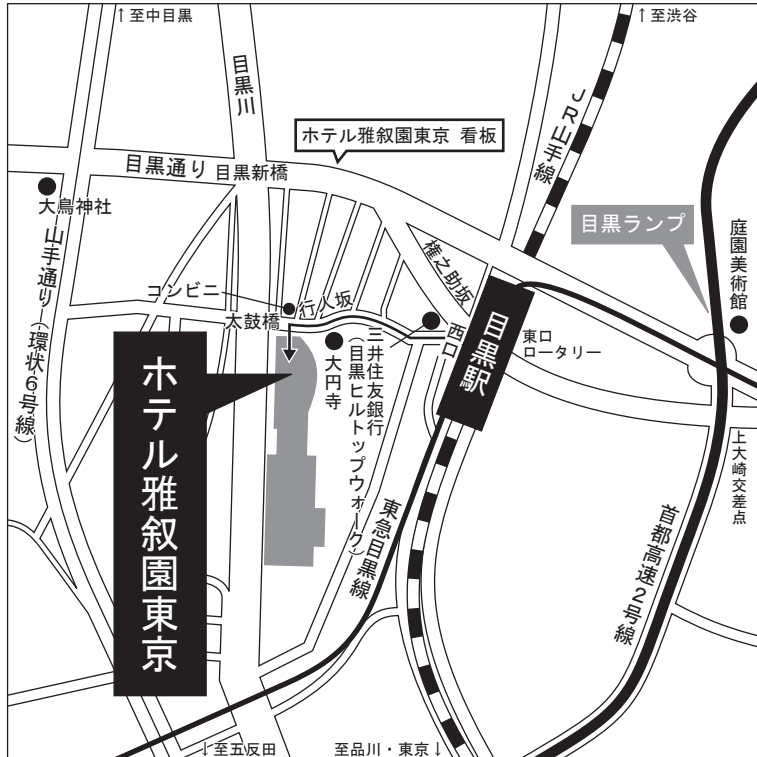 ↑至中目黒
↑至渋谷
目黒川
JR山手線
ホテル雅叙園東京 看板
目黒通り
目黒新橋
大鳥神社
目黒ランプ
庭園美術館
山手通り(環状6号線)
権之助坂
コンビニ
行人坂
太鼓橋
西口
目黒駅
東口
ロータリー
三井住友銀行
(目黒ヒルトップウォーク)
大円寺
ホテル雅叙園東京
上大崎交差点
東急目黒線
首都高速2号線
↓至五反田
至品川・東京↓